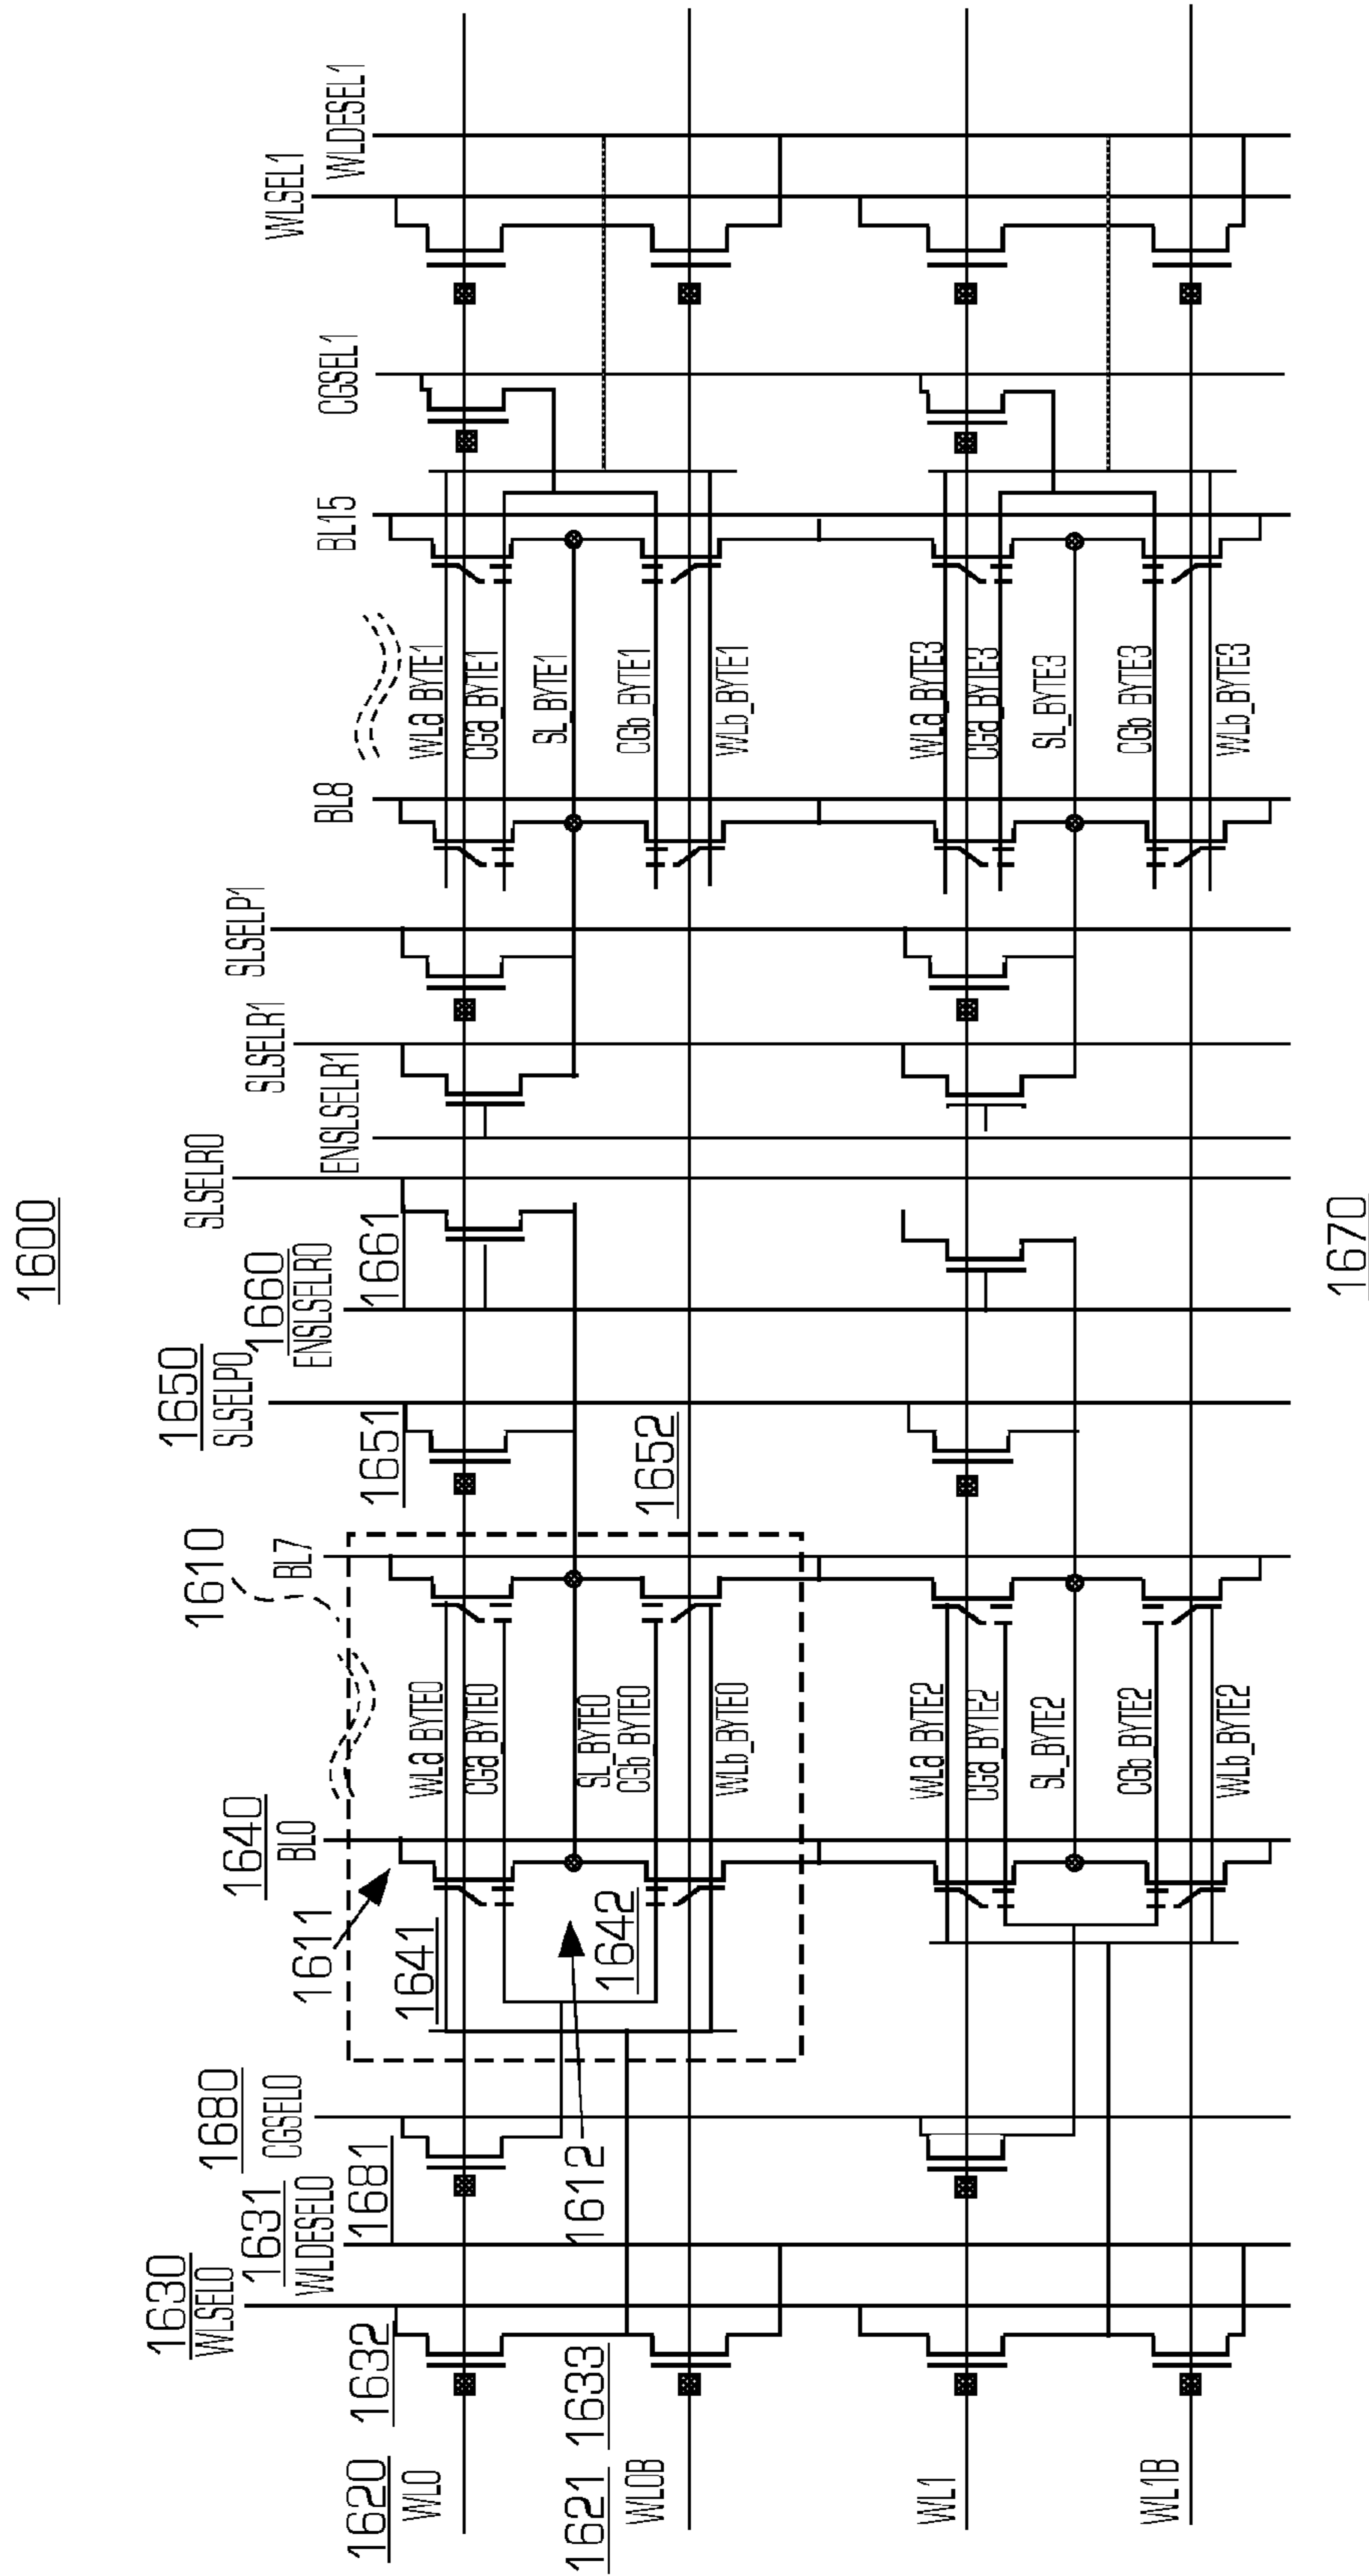 1600
1630
1680
1640
1610
1650
1660
WLSEL0
1631
CGSEL0
BL0
BL7
SLSELP0
ENSLSELR0
SLSELR0
SLSELR1
ENSLSELR1
SLSELP1
BL8
BL15
CGSEL1
WLSEL1
WLDESEL1
WLDESEL0
1611
1620
WL0
1632
1681
1641
1651
1661
WLa_BYTE0
CGa_BYTE0
SL_BYTE0
CGb_BYTE0
WLb_BYTE0
WLa_BYTE1
CGa_BYTE1
SL_BYTE1
CGb_BYTE1
WLb_BYTE1
1621
WL0B
1633
1612
1642
1652
WL1
WLa_BYTE2
CGa_BYTE2
SL_BYTE2
CGb_BYTE2
WLb_BYTE2
WLa_BYTE3
CGa_BYTE3
SL_BYTE3
CGb_BYTE3
WLb_BYTE3
WL1B
1670